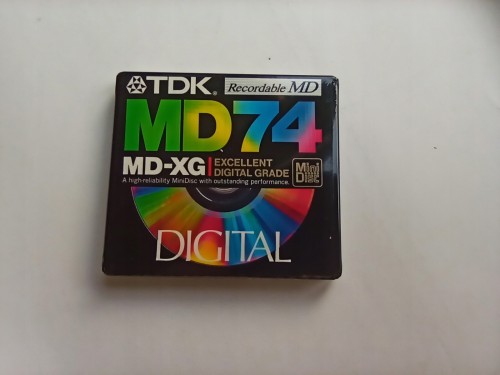 TDK® Recordable MD
MD74
MD-XG EXCELLENT
DIGITAL GRADE
Mini
Disc
A high-reliability MiniDisc with outstanding performance.
DIGITAL